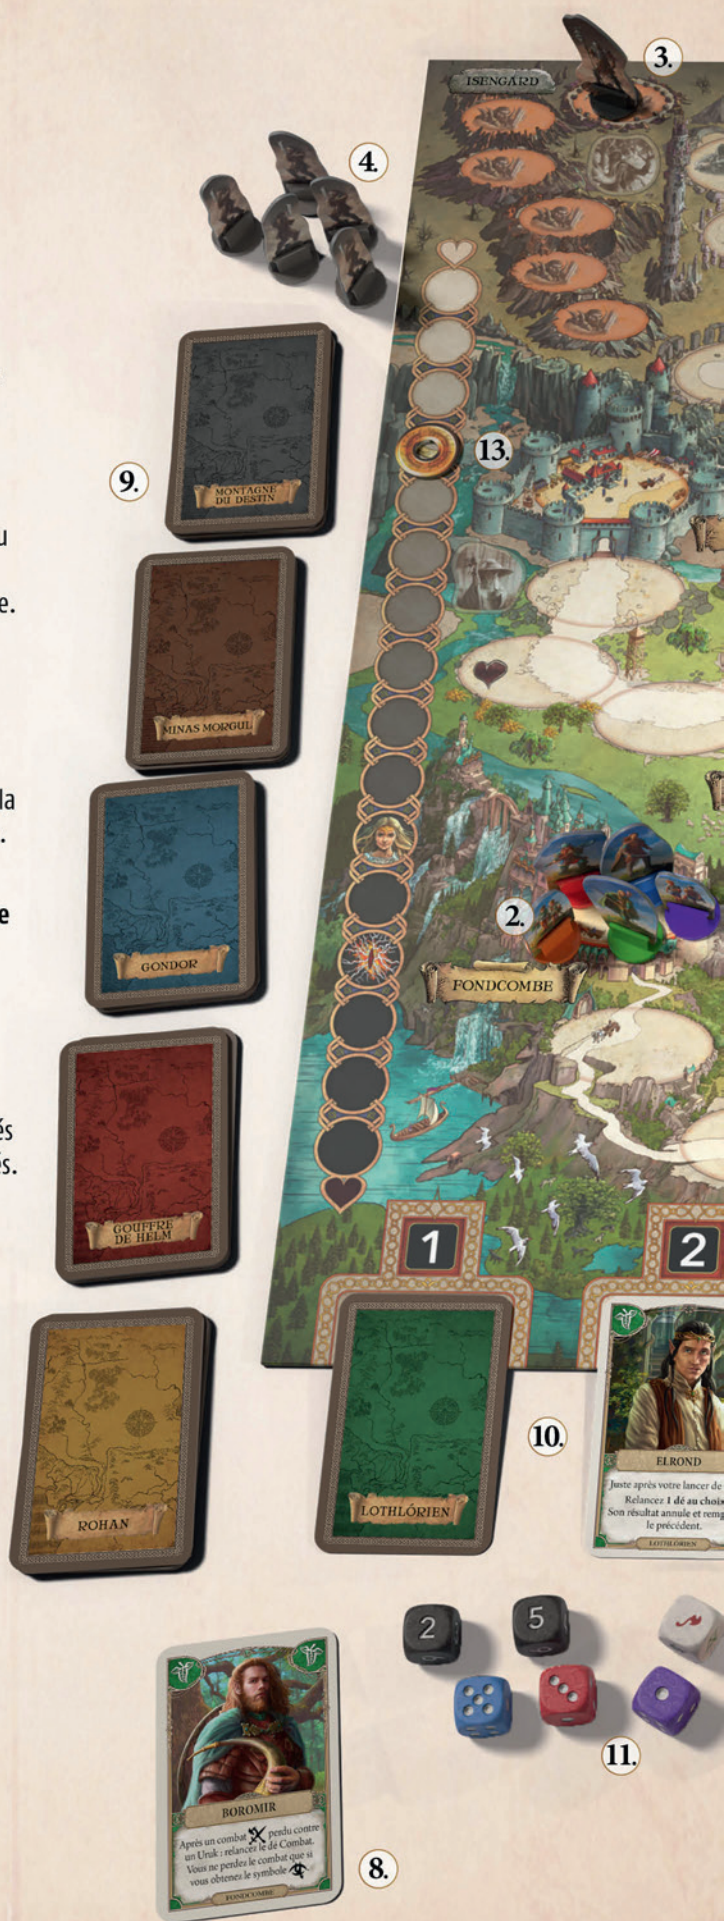 3.
ISENGARD
4.
13.
9.
MONTAGNE
DU DESTIN
u
e.
MINAS MORGUL
la
.
e
2.
FONDCOMBE
GONDOR
és
és.
GOUFFRE
DE HELM
1
2
ROHAN
LOTHLÓRIEN
10.
ELROND
Juste après votre lancer de
Relancez 1 dé au choix
Son résultat annule et remp
le précédent.
LOTHLÓRIEN
2
5
11.
BOROMIR
Après un combat perdu contre
un Uruk : relancez le dé Combat.
Vous ne perdez le combat que si
vous obtenez le symbole
FONDCOMBE
8.